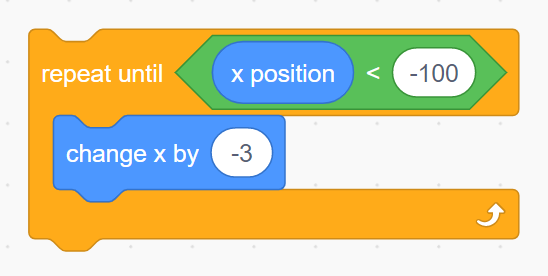 repeat until x position < -100
change x by -3